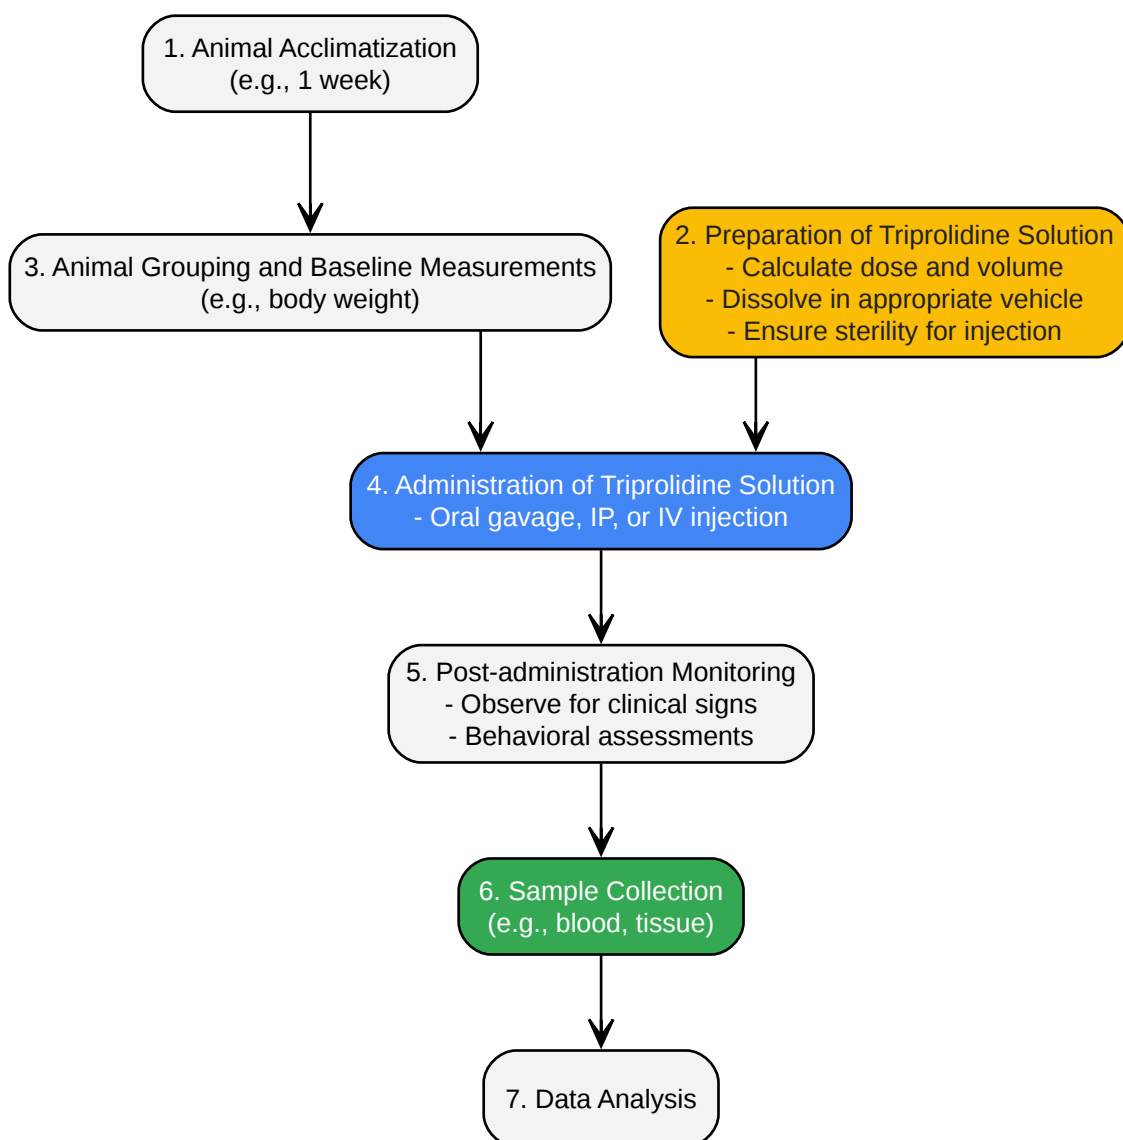 1. Animal Acclimatization
(e.g., 1 week)
2. Preparation of Triprolidine Solution
- Calculate dose and volume
- Dissolve in appropriate vehicle
- Ensure sterility for injection
3. Animal Grouping and Baseline Measurements
(e.g., body weight)
4. Administration of Triprolidine Solution
- Oral gavage, IP, or IV injection
5. Post-administration Monitoring
- Observe for clinical signs
- Behavioral assessments
6. Sample Collection
(e.g., blood, tissue)
7. Data Analysis